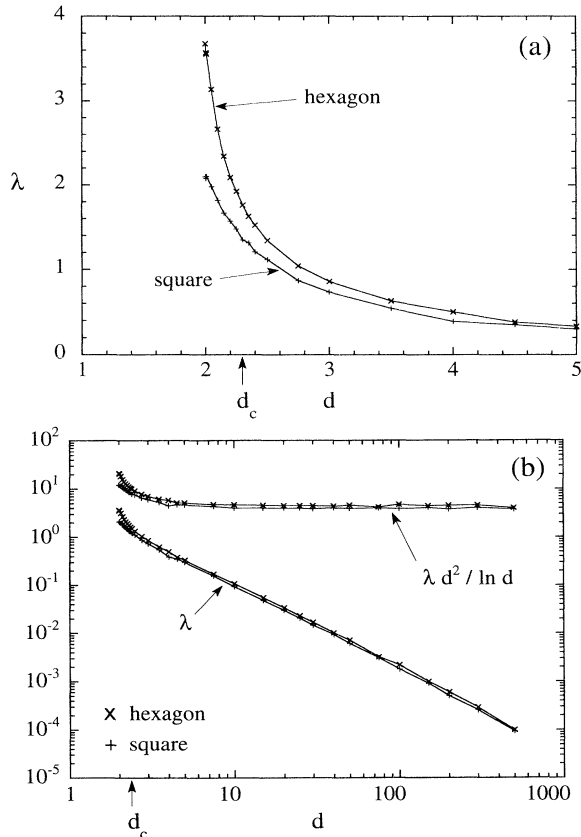 4
(a)
hexagon
3
λ
2
square
1
0
1 2 3 4 5
d_c d
10^2
(b)
10^1
10^0
λ d^2 / ln d
10^-1
λ
10^-2
10^-3
× hexagon
10^-4
+ square
10^-5
1 10 100 1000
d_c d